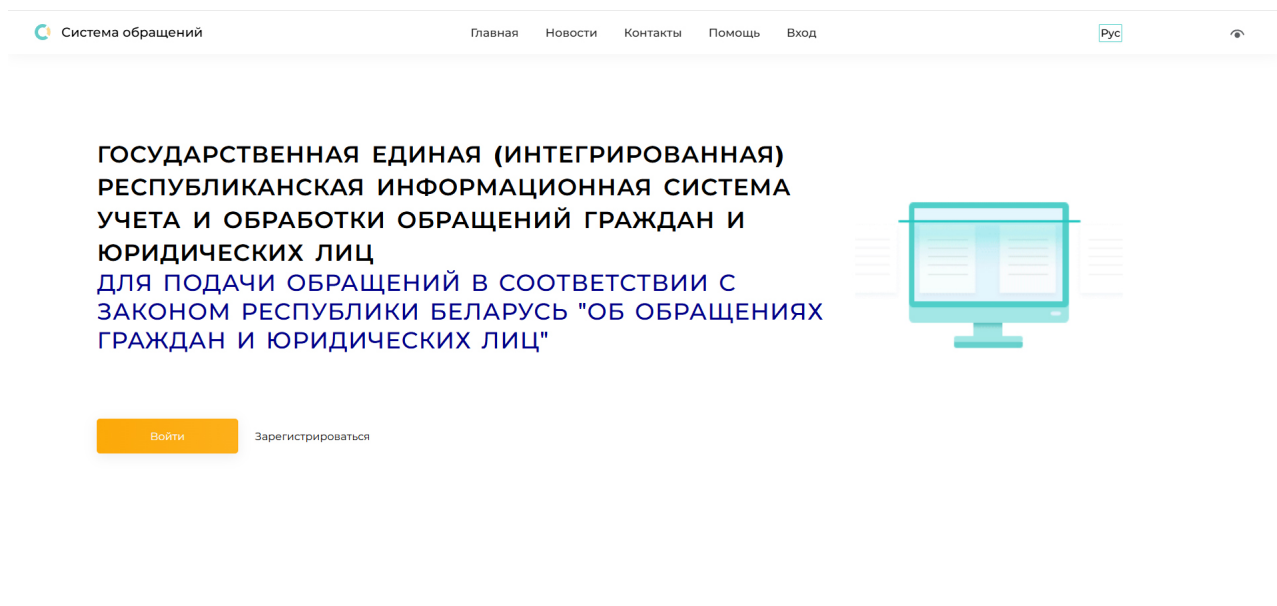 Система обращений
Главная
Новости
Контакты
Помощь
Вход
Рус
ГОСУДАРСТВЕННАЯ ЕДИНАЯ (ИНТЕГРИРОВАННАЯ)
РЕСПУБЛИКАНСКАЯ ИНФОРМАЦИОННАЯ СИСТЕМА
УЧЕТА И ОБРАБОТКИ ОБРАЩЕНИЙ ГРАЖДАН И
ЮРИДИЧЕСКИХ ЛИЦ
ДЛЯ ПОДАЧИ ОБРАЩЕНИЙ В СООТВЕТСТВИИ С
ЗАКОНОМ РЕСПУБЛИКИ БЕЛАРУСЬ "ОБ ОБРАЩЕНИЯХ
ГРАЖДАН И ЮРИДИЧЕСКИХ ЛИЦ"
Войти
Зарегистрироваться